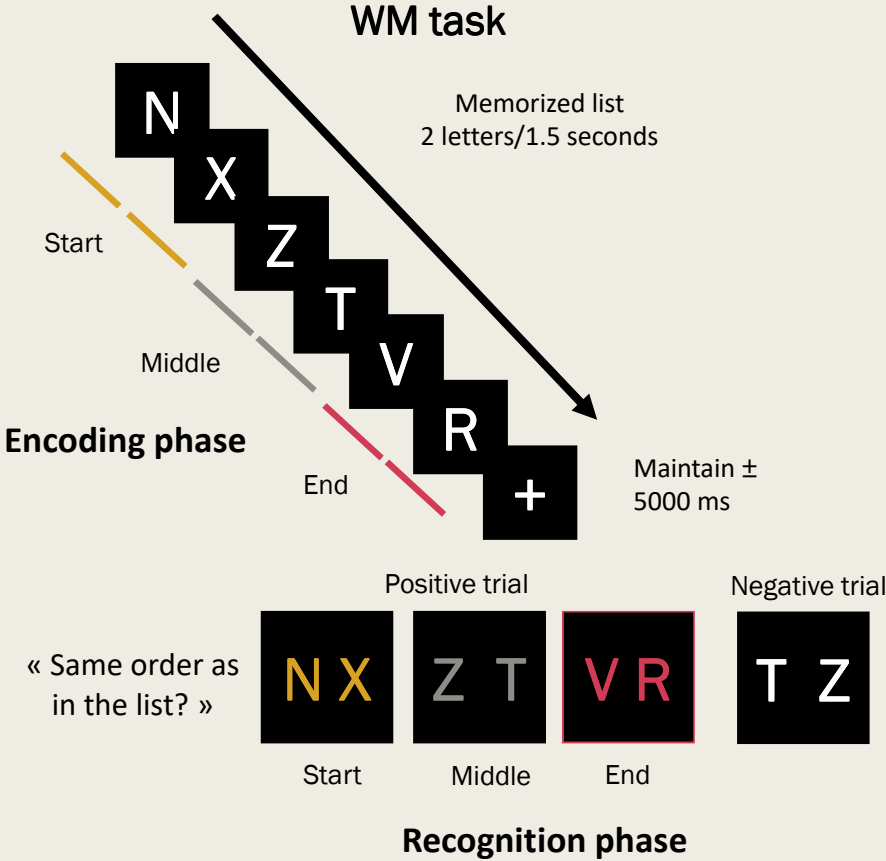 WM task
Memorized list
2 letters/1.5 seconds
N
X
Z
T
V
R
+
Start
Middle
End
Encoding phase
Maintain ±
5000 ms
Positive trial
Negative trial
« Same order as
in the list? »
N X
Z T
V R
T Z
Start
Middle
End
Recognition phase